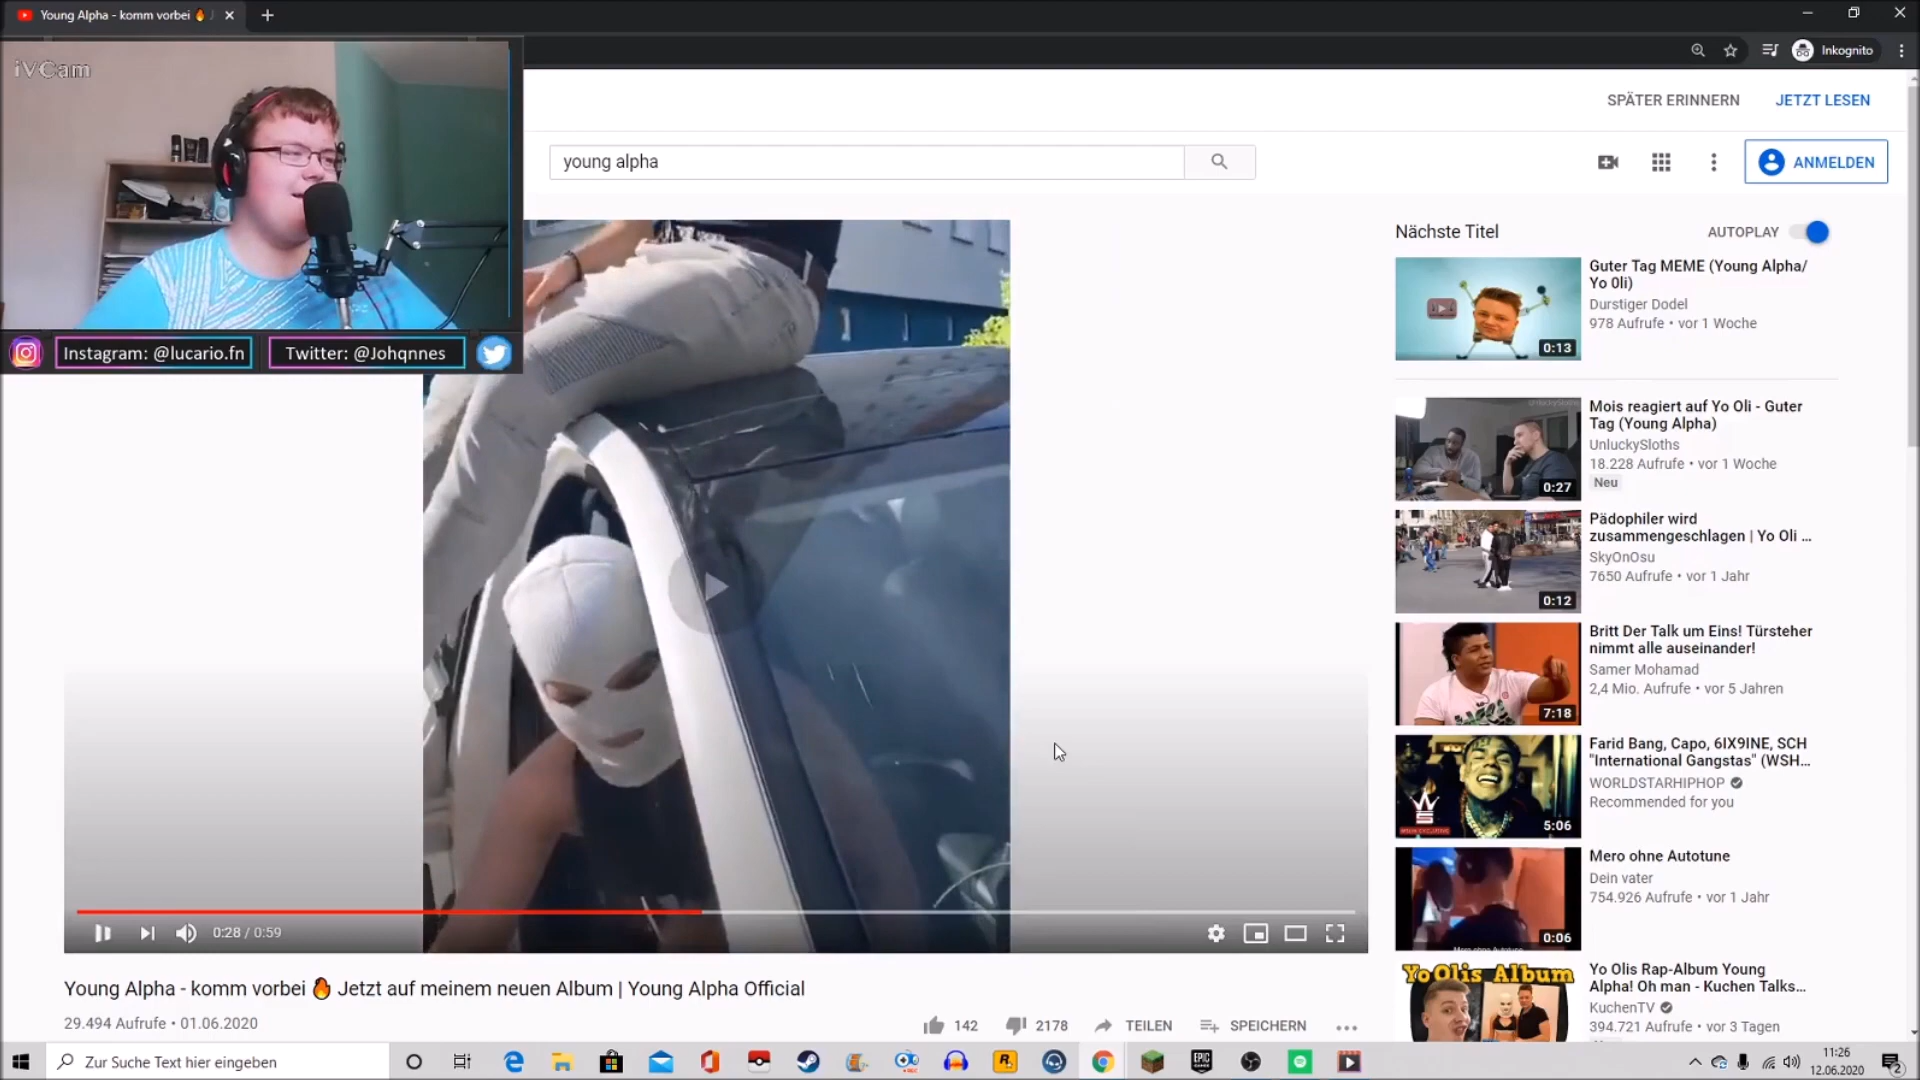 Young Alpha - komm vorbei 🔥
Inkognito
iVCam
SPÄTER ERINNERN
JETZT LESEN
young alpha
ANMELDEN
Instagram: @lucario.fn
Twitter: @Johqnnes
Nächste Titel
AUTOPLAY
Guter Tag MEME (Young Alpha/
Yo 0li)
Durstiger Dodel
978 Aufrufe • vor 1 Woche
0:13
Mois reagiert auf Yo Oli - Guter
Tag (Young Alpha)
UnluckySloths
18.228 Aufrufe • vor 1 Woche
Neu
0:27
Pädophiler wird
zusammengeschlagen | Yo Oli ...
SkyOnOsu
7650 Aufrufe • vor 1 Jahr
0:12
Britt Der Talk um Eins! Türsteher
nimmt alle auseinander!
Samer Mohamad
2,4 Mio. Aufrufe • vor 5 Jahren
7:18
Farid Bang, Capo, 6IX9INE, SCH
"International Gangstas" (WSH...
WORLDSTARHIPHOP
Recommended for you
5:06
Mero ohne Autotune
Dein vater
754.926 Aufrufe • vor 1 Jahr
0:06
Mero ohne Autotune
Yo Olis Album
Yo Olis Rap-Album Young
Alpha! Oh man - Kuchen Talks...
KuchenTV
394.721 Aufrufe • vor 3 Tagen
0:28 / 0:59
Young Alpha - komm vorbei 🔥 Jetzt auf meinem neuen Album | Young Alpha Official
29.494 Aufrufe • 01.06.2020
142
2178
TEILEN
SPEICHERN
Zur Suche Text hier eingeben
11:26
12.06.2020
2